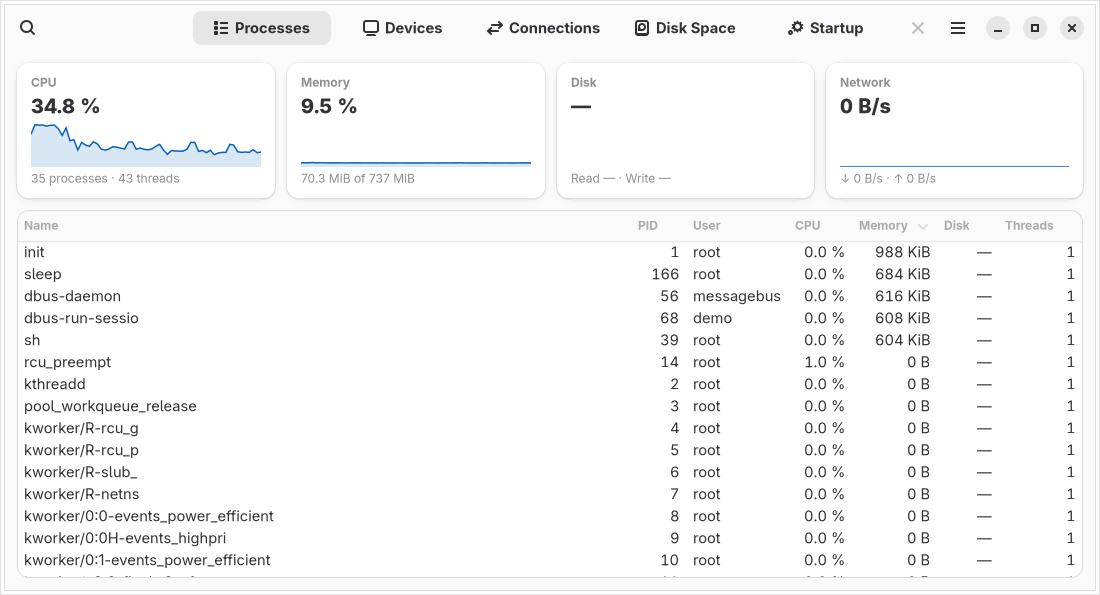 Processes Devices Connections Disk Space Startup
CPU Memory Disk Network
34.8 % 9.5 % — 0 B/s
35 processes · 43 threads 70.3 MiB of 737 MiB Read — · Write — ↓ 0 B/s · ↑ 0 B/s
Name PID User CPU Memory Disk Threads
init 1 root 0.0 % 988 KiB — 1
sleep 166 root 0.0 % 684 KiB — 1
dbus-daemon 56 messagebus 0.0 % 616 KiB — 1
dbus-run-sessio 68 demo 0.0 % 608 KiB — 1
sh 39 root 0.0 % 604 KiB — 1
rcu_preempt 14 root 1.0 % 0 B — 1
kthreadd 2 root 0.0 % 0 B — 1
pool_workqueue_release 3 root 0.0 % 0 B — 1
kworker/R-rcu_g 4 root 0.0 % 0 B — 1
kworker/R-rcu_p 5 root 0.0 % 0 B — 1
kworker/R-slub_ 6 root 0.0 % 0 B — 1
kworker/R-netns 7 root 0.0 % 0 B — 1
kworker/0:0-events_power_efficient 8 root 0.0 % 0 B — 1
kworker/0:0H-events_highpri 9 root 0.0 % 0 B — 1
kworker/0:1-events_power_efficient 10 root 0.0 % 0 B — 1